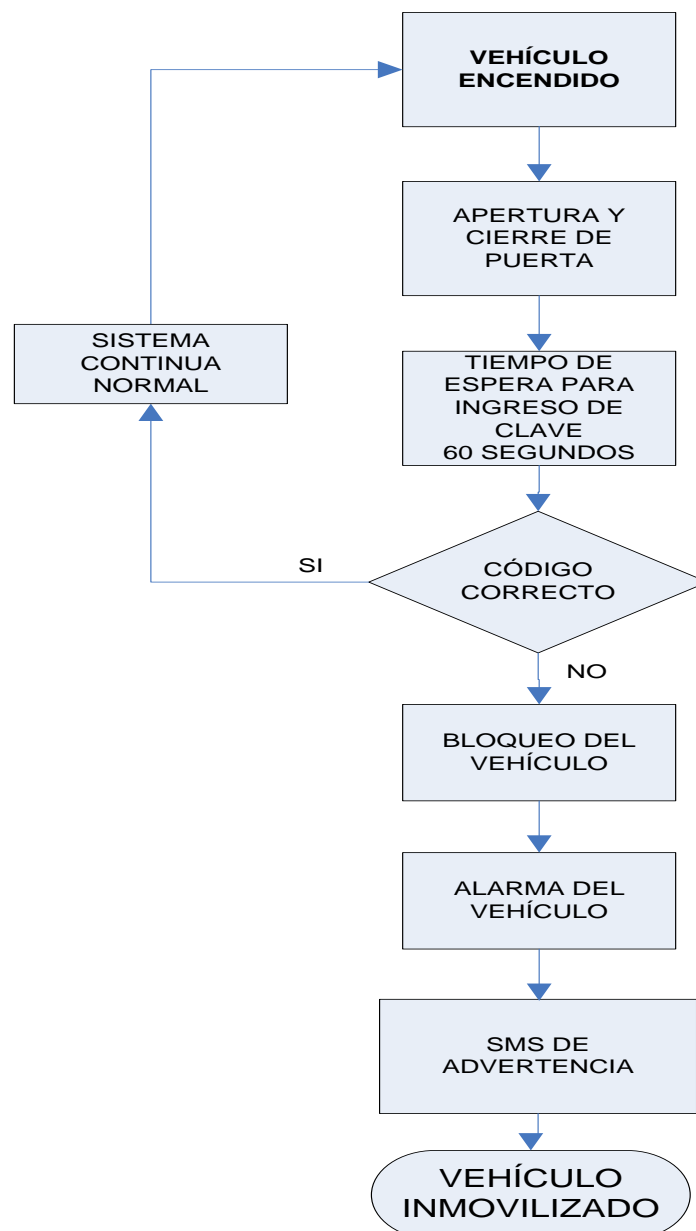 VEHÍCULO
ENCENDIDO
APERTURA Y
CIERRE DE
PUERTA
SISTEMA
CONTINUA
NORMAL
TIEMPO DE
ESPERA PARA
INGRESO DE
CLAVE
60 SEGUNDOS
SI
CÓDIGO
CORRECTO
NO
BLOQUEO DEL
VEHÍCULO
ALARMA DEL
VEHÍCULO
SMS DE
ADVERTENCIA
VEHÍCULO
INMOVILIZADO